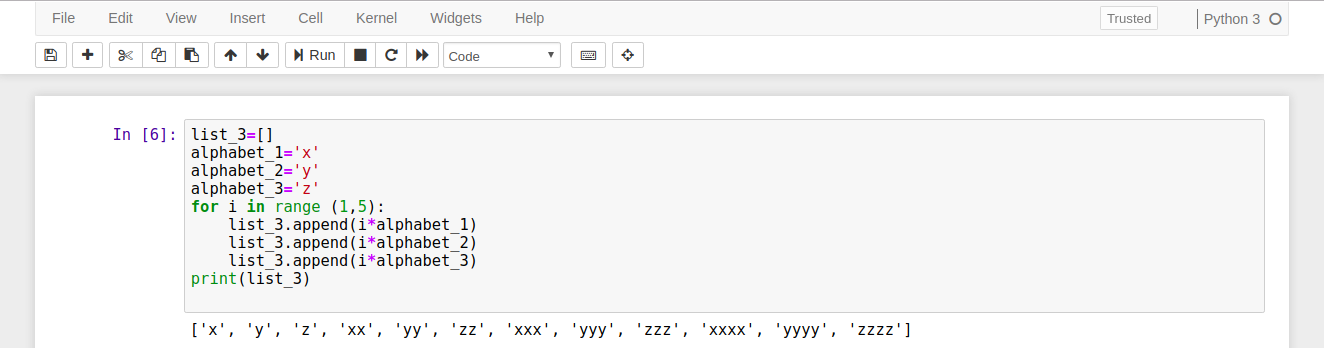 File Edit View Insert Cell Kernel Widgets Help Trusted Python 3
Run Code
In [6]:
list_3=[]
alphabet_1='x'
alphabet_2='y'
alphabet_3='z'
for i in range (1,5):
    list_3.append(i*alphabet_1)
    list_3.append(i*alphabet_2)
    list_3.append(i*alphabet_3)
print(list_3)
['x', 'y', 'z', 'xx', 'yy', 'zz', 'xxx', 'yyy', 'zzz', 'xxxx', 'yyyy', 'zzzz']